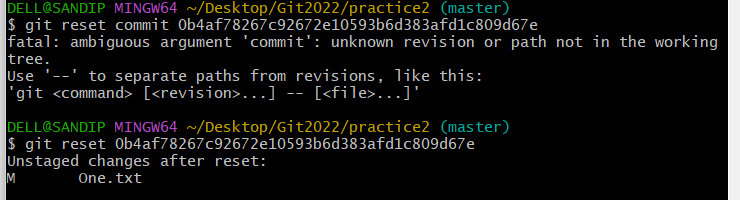 DELL@SANDIP MINGW64 ~/Desktop/Git2022/practice2 (master)
$ git reset commit 0b4af78267c92672e10593b6d383afd1c809d67e
fatal: ambiguous argument 'commit': unknown revision or path not in the working
tree.
Use '--' to separate paths from revisions, like this:
'git <command> [<revision>...] -- [<file>...]'
DELL@SANDIP MINGW64 ~/Desktop/Git2022/practice2 (master)
$ git reset 0b4af78267c92672e10593b6d383afd1c809d67e
Unstaged changes after reset:
M       One.txt